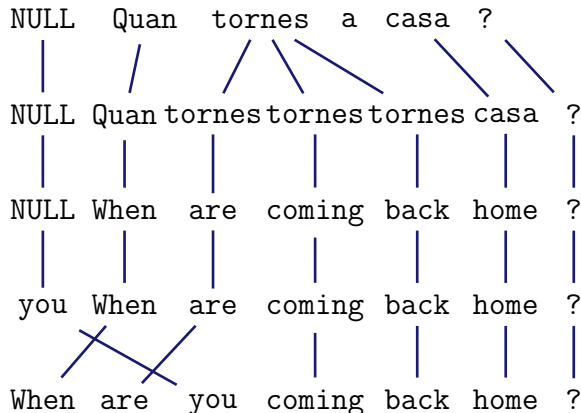 NULL Quan tornes a casa ?
NULL Quan tornes tornes tornes casa ?
NULL When are coming back home ?
you When are coming back home ?
When are you coming back home ?